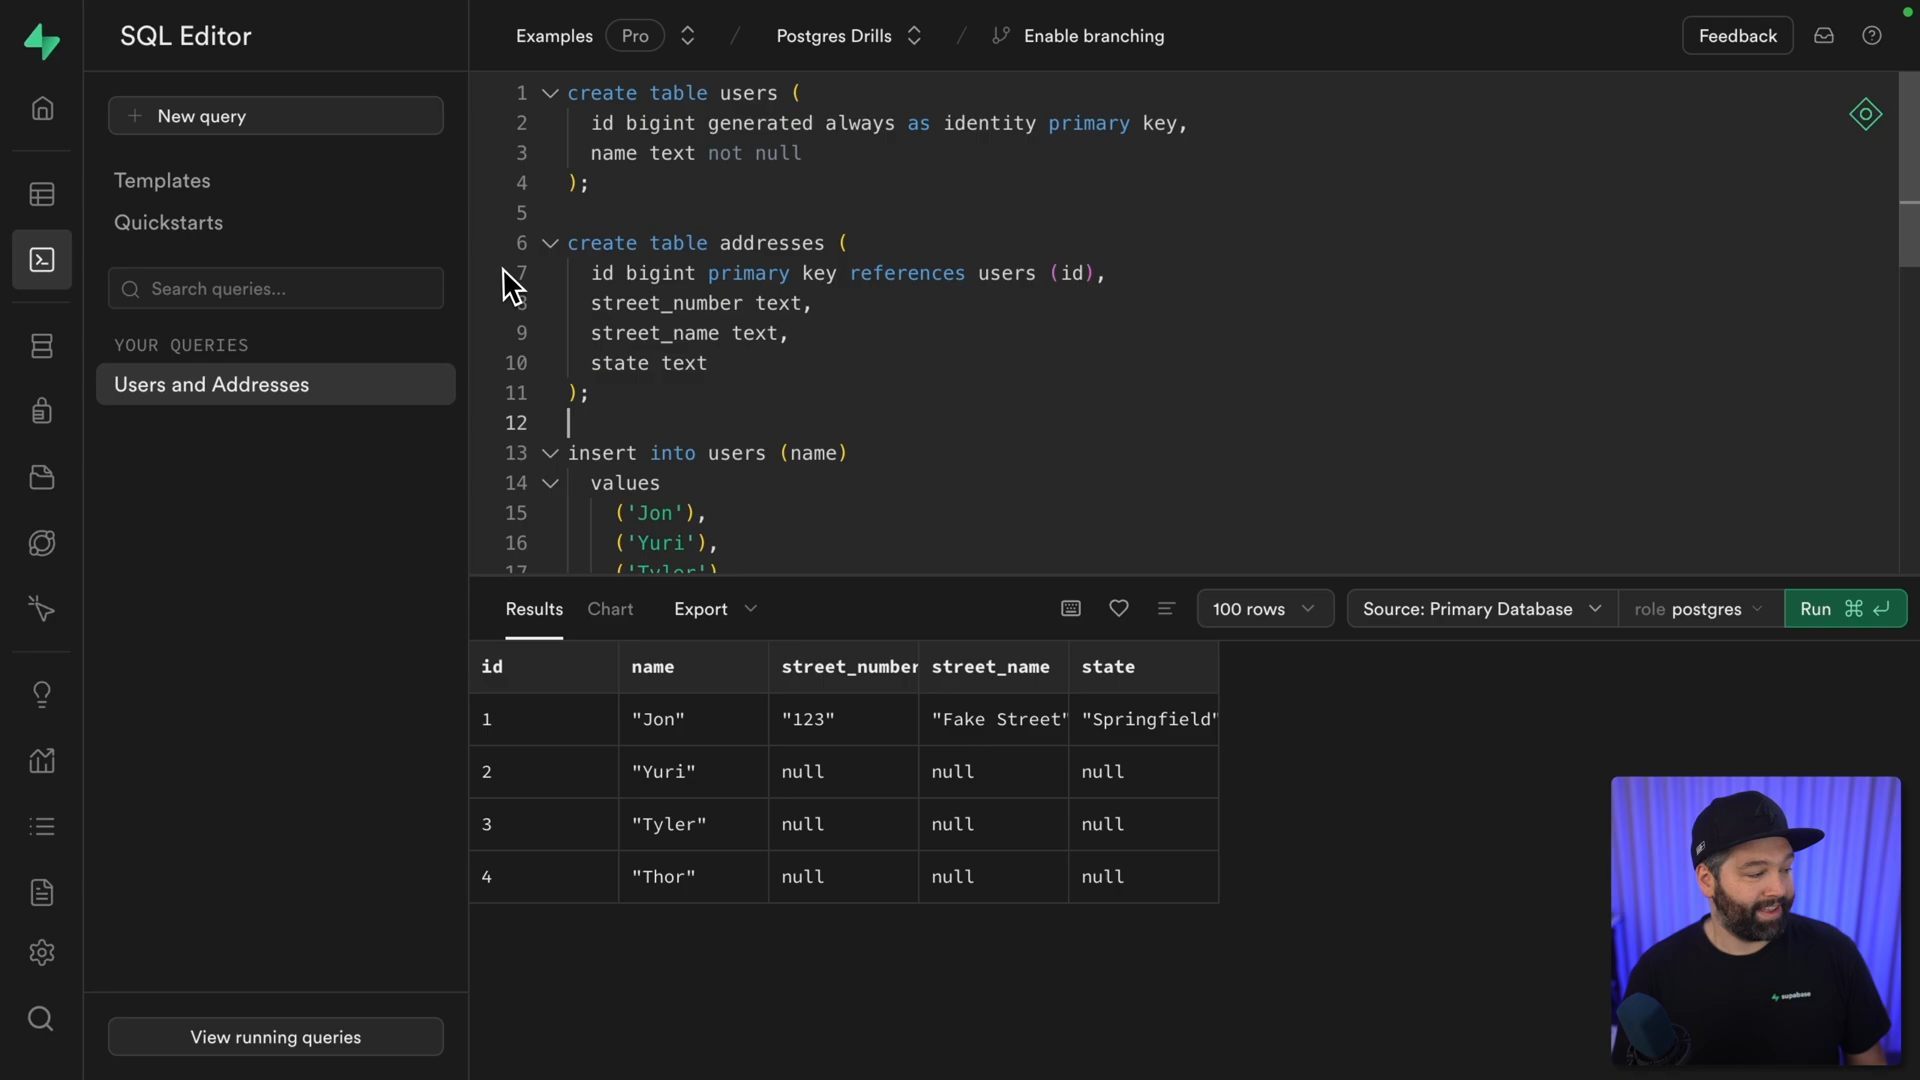 SQL Editor
Examples Pro / Postgres Drills / Enable branching
Feedback
New query
Templates
Quickstarts
Search queries...
YOUR QUERIES
Users and Addresses
View running queries
1 create table users (
2 id bigint generated always as identity primary key,
3 name text not null
4 );
5
6 create table addresses (
7 id bigint primary key references users (id),
8 street_number text,
9 street_name text,
10 state text
11 );
12
13 insert into users (name)
14 values
15 ('Jon'),
16 ('Yuri'),
17 ('Tyler')
Results Chart Export 100 rows Source: Primary Database role postgres Run ⌘ ↵
id name street_number street_name state
1 "Jon" "123" "Fake Street" "Springfield"
2 "Yuri" null null null
3 "Tyler" null null null
4 "Thor" null null null
supabase